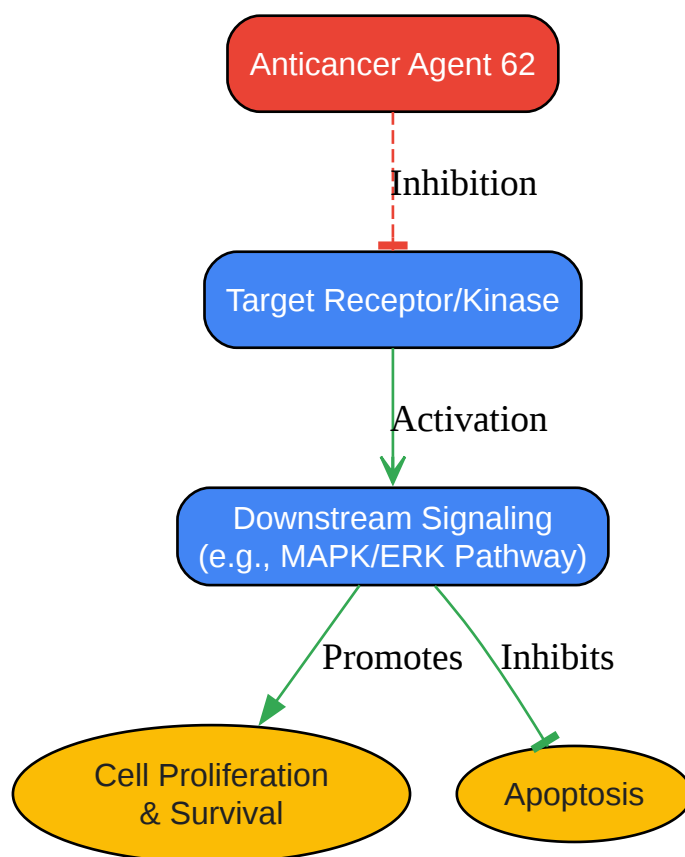 Anticancer Agent 62
Inhibition
Target Receptor/Kinase
Activation
Downstream Signaling
(e.g., MAPK/ERK Pathway)
Promotes
Inhibits
Cell Proliferation
& Survival
Apoptosis